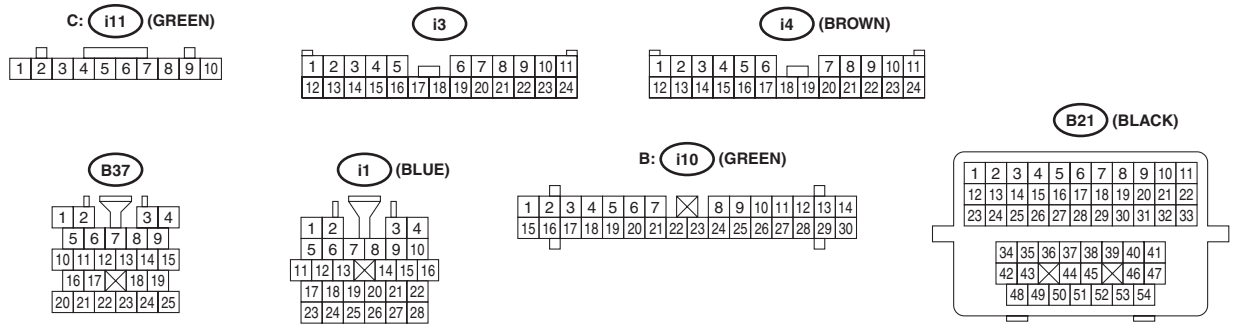 C: i11 (GREEN)
1 2 3 4 5 6 7 8 9 10
i3
1 2 3 4 5 6 7 8 9 10 11
12 13 14 15 16 17 18 19 20 21 22 23 24
i4 (BROWN)
1 2 3 4 5 6 7 8 9 10 11
12 13 14 15 16 17 18 19 20 21 22 23 24
B37
1 2 3 4
5 6 7 8 9
10 11 12 13 14 15
16 17 18 19
20 21 22 23 24 25
i1 (BLUE)
1 2 3 4
5 6 7 8 9 10
11 12 13 14 15 16
17 18 19 20 21 22
23 24 25 26 27 28
B: i10 (GREEN)
1 2 3 4 5 6 7 8 9 10 11 12 13 14
15 16 17 18 19 20 21 22 23 24 25 26 27 28 29 30
B21 (BLACK)
1 2 3 4 5 6 7 8 9 10 11
12 13 14 15 16 17 18 19 20 21 22
23 24 25 26 27 28 29 30 31 32 33
34 35 36 37 38 39 40 41
42 43 44 45 46 47
48 49 50 51 52 53 54